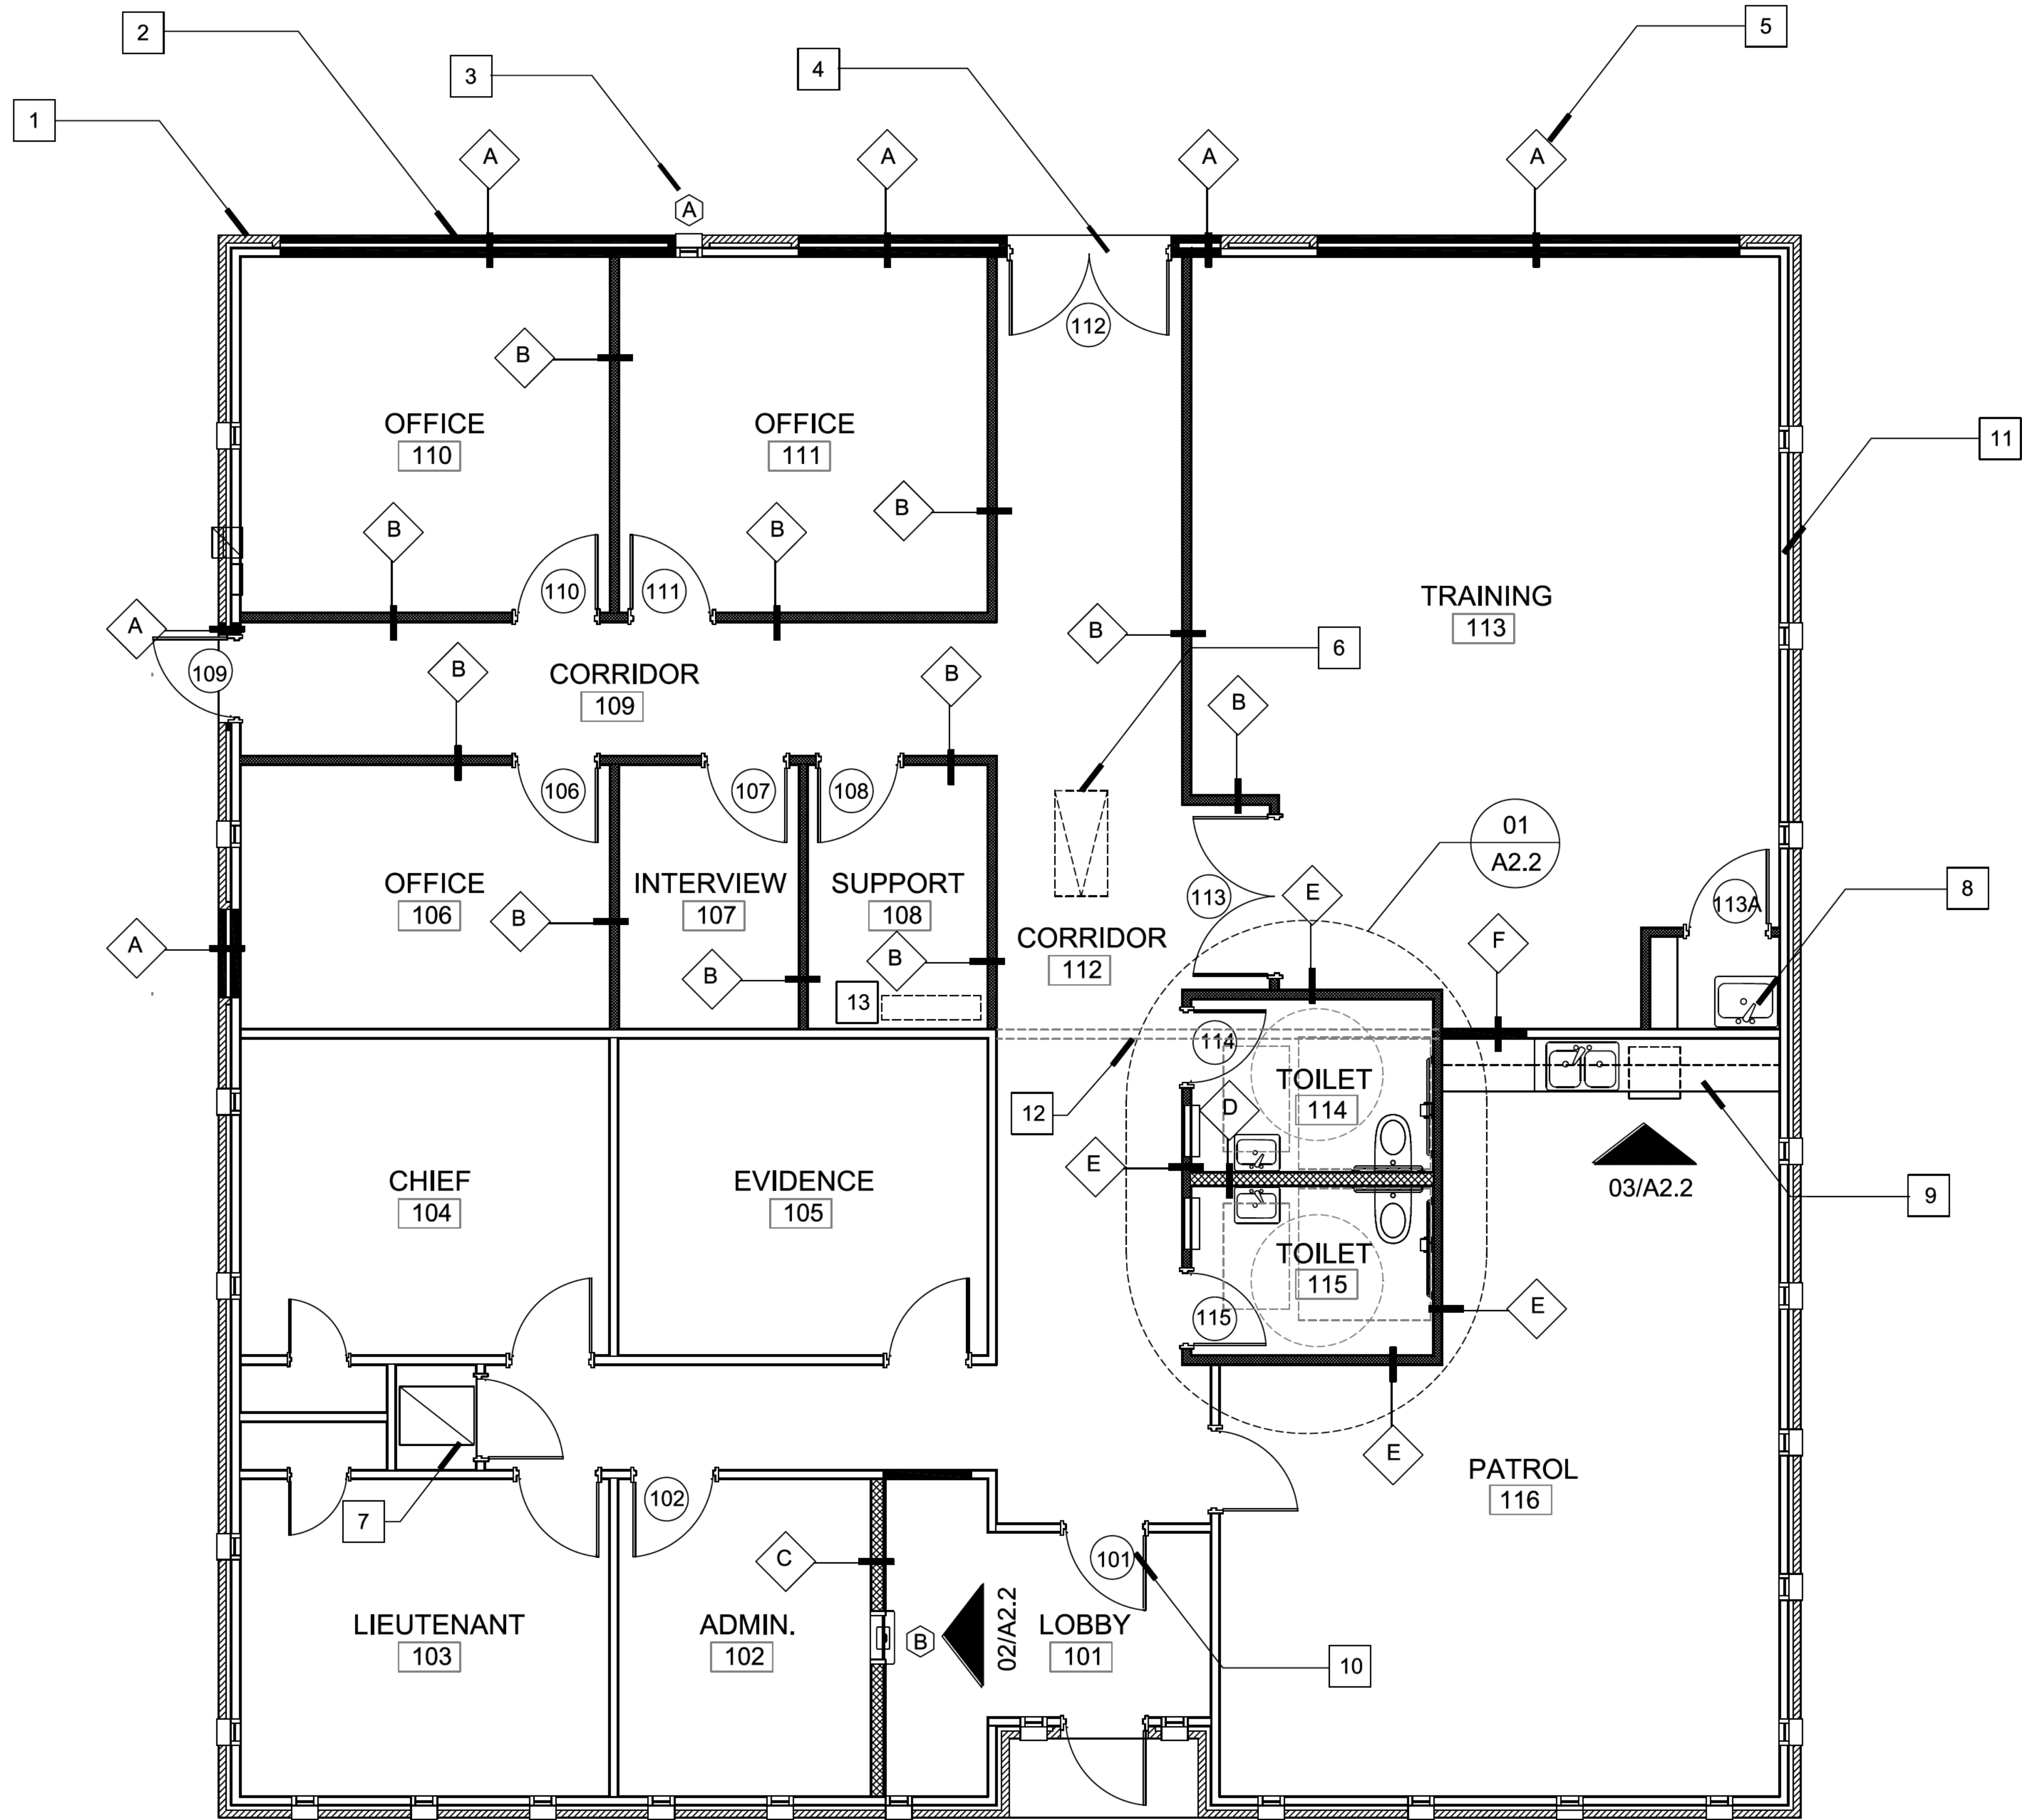 2
5
3
4
1
A
A
A
A
A
112
B
OFFICE
110
OFFICE
111
11
B
B
B
110
111
TRAINING
113
A
B
6
109
B
CORRIDOR
109
B
B
106
107
108
01
A2.2
OFFICE
106
INTERVIEW
107
SUPPORT
108
113
E
113A
8
A
B
B
B
CORRIDOR
112
F
13
114
TOILET
114
12
D
E
CHIEF
104
EVIDENCE
105
03/A2.2
9
TOILET
115
115
E
E
PATROL
116
102
7
C
101
LIEUTENANT
103
ADMIN.
102
B
02/A2.2
LOBBY
101
10